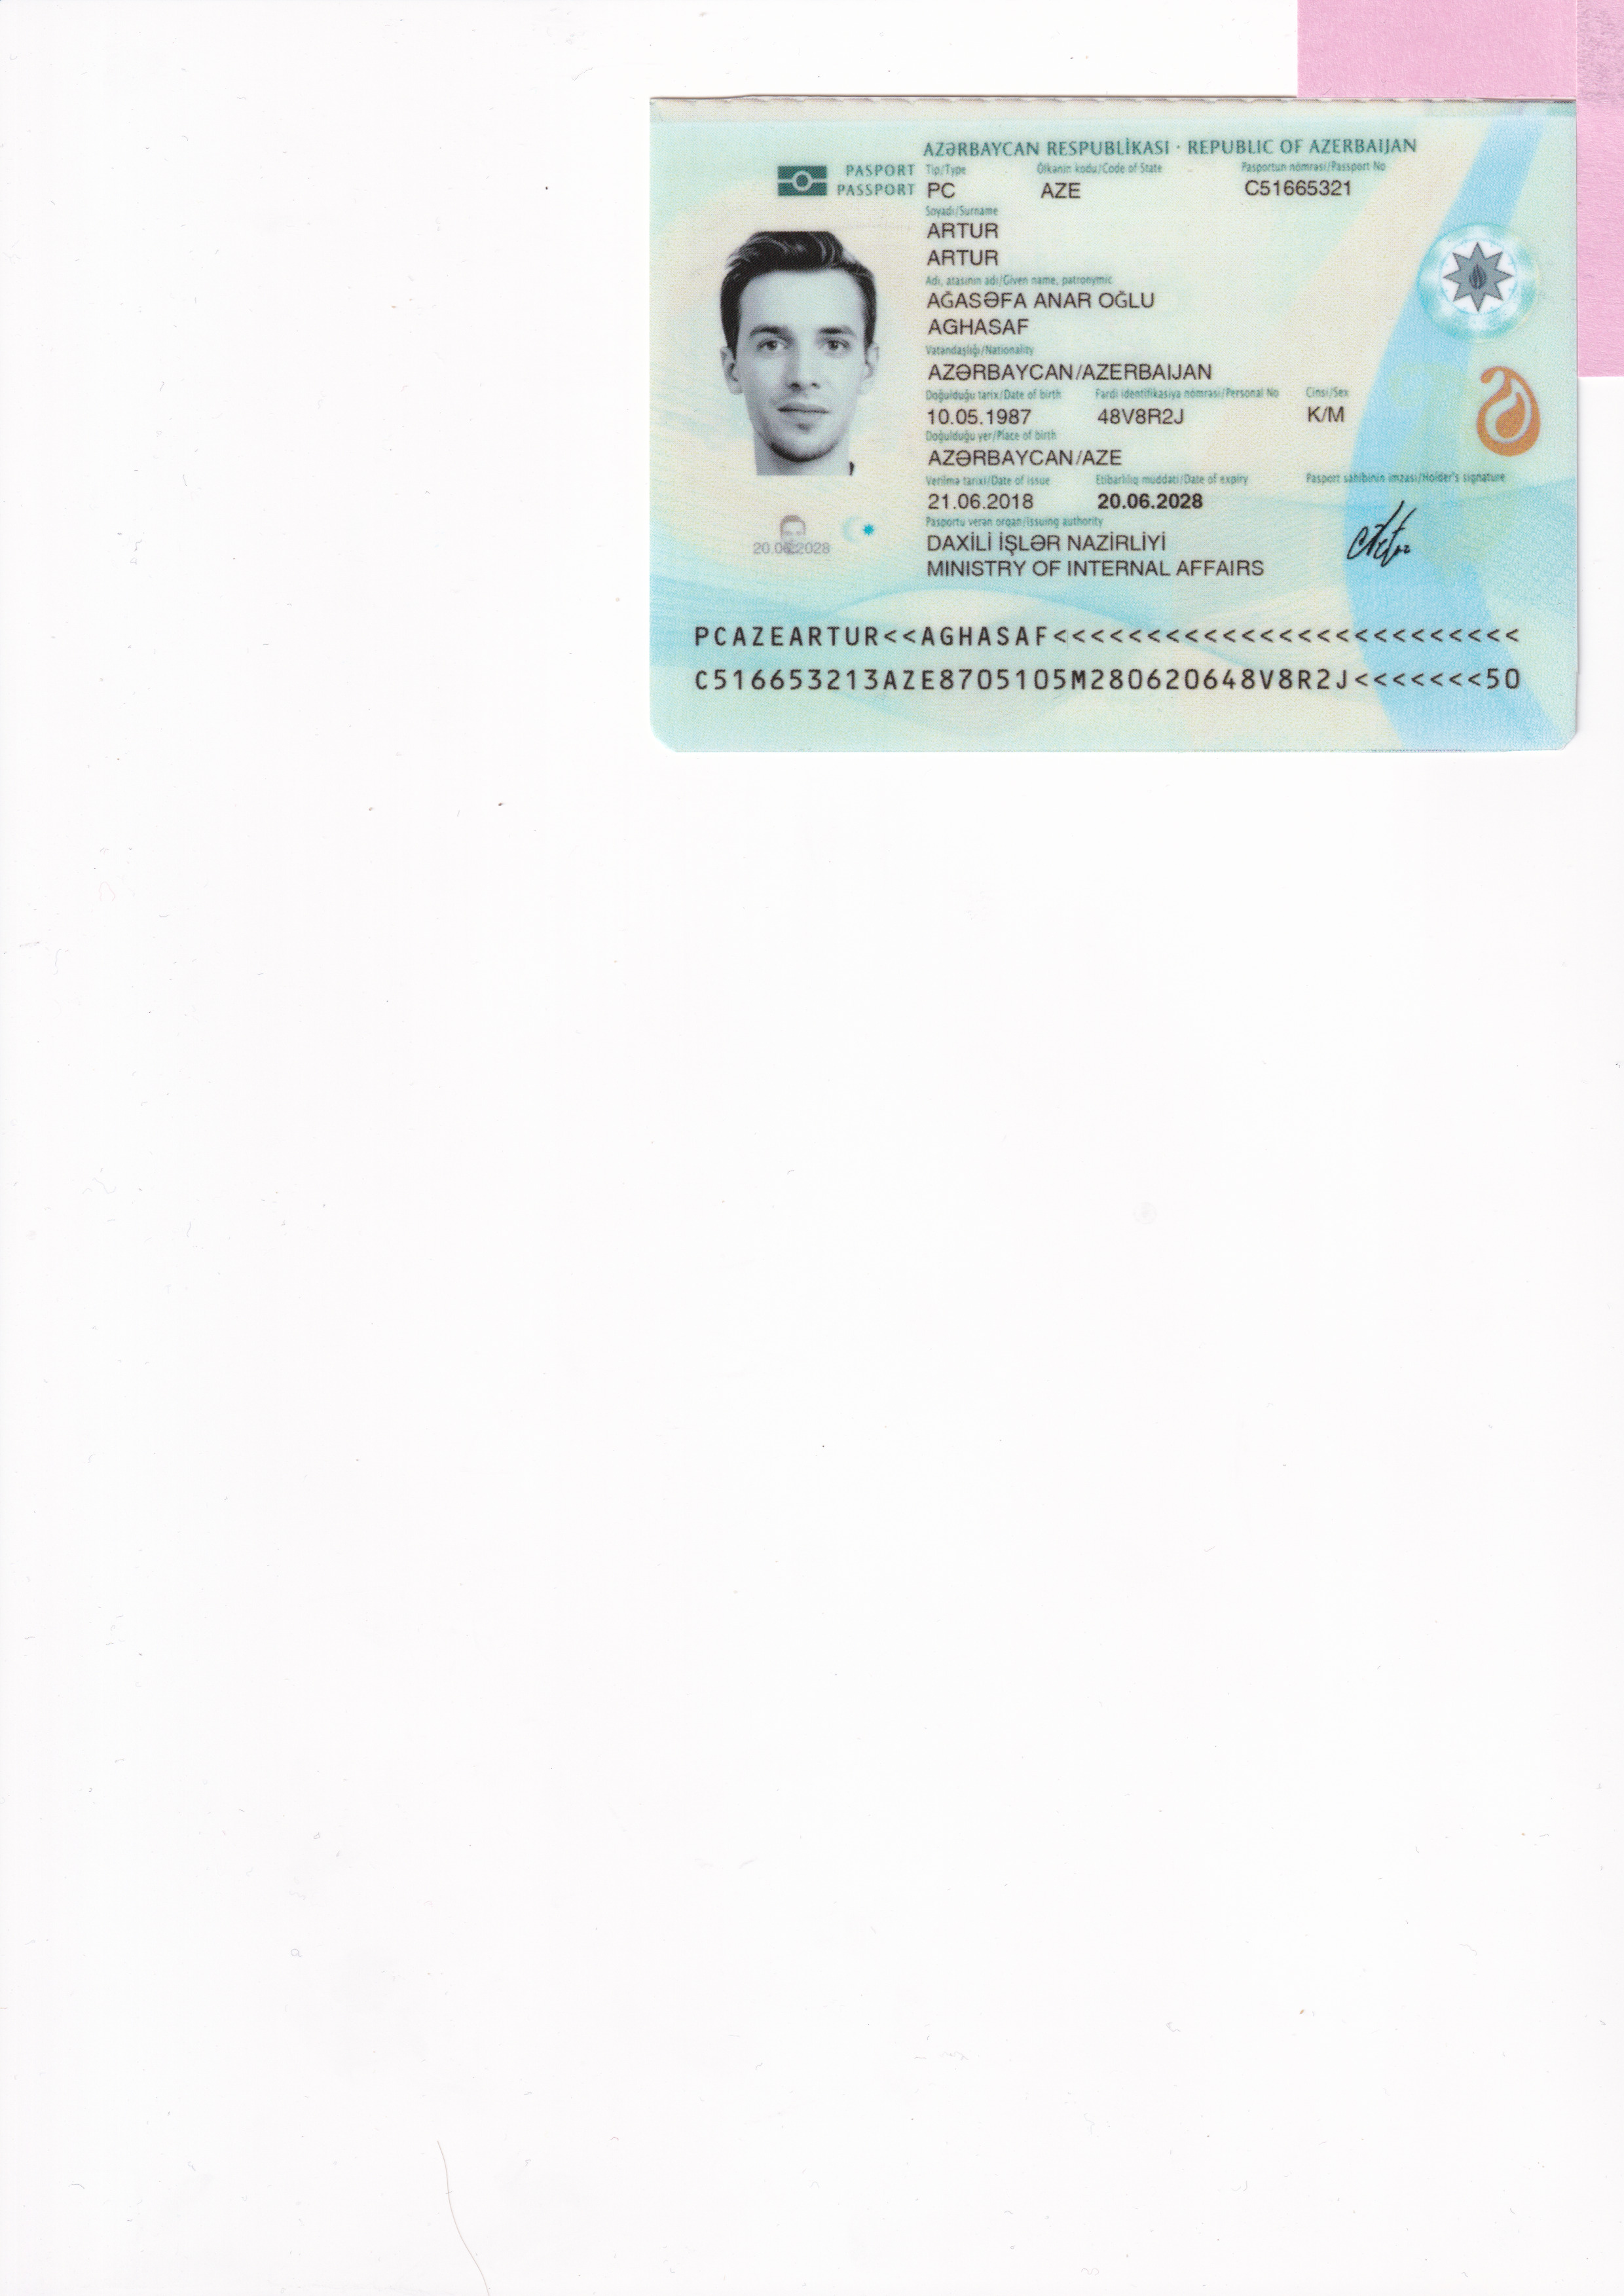 AZƏRBAYCAN RESPUBLİKASI · REPUBLIC OF AZERBAIJAN
PASPORT Tip/Type Ölkənin kodu/Code of State Pasportun nömrəsi/Passport No
PASSPORT PC AZE C51665321
Soyadı/Surname
ARTUR
ARTUR
Adı, atasının adı/Given name, patronymic
AĞASƏFA ANAR OĞLU
AGHASAF
Vətəndaşlığı/Nationality
AZƏRBAYCAN/AZERBAIJAN
Doğulduğu tarix/Date of birth Fərdi identifikasiya nömrəsi/Personal No Cinsi/Sex
10.05.1987 48V8R2J K/M
Doğulduğu yer/Place of birth
AZƏRBAYCAN/AZE
Verilmə tarixi/Date of issue Etibarlılıq müddəti/Date of expiry Pasport sahibinin imzası/Holder's signature
21.06.2018 20.06.2028
Pasportu verən orqan/Issuing authority
DAXİLİ İŞLƏR NAZİRLİYİ
20.06.2028
MINISTRY OF INTERNAL AFFAIRS
PCAZEARTUR<<AGHASAF<<<<<<<<<<<<<<<<<<<<<<<<<
C516653213AZE8705105M280620648V8R2J<<<<<<<50